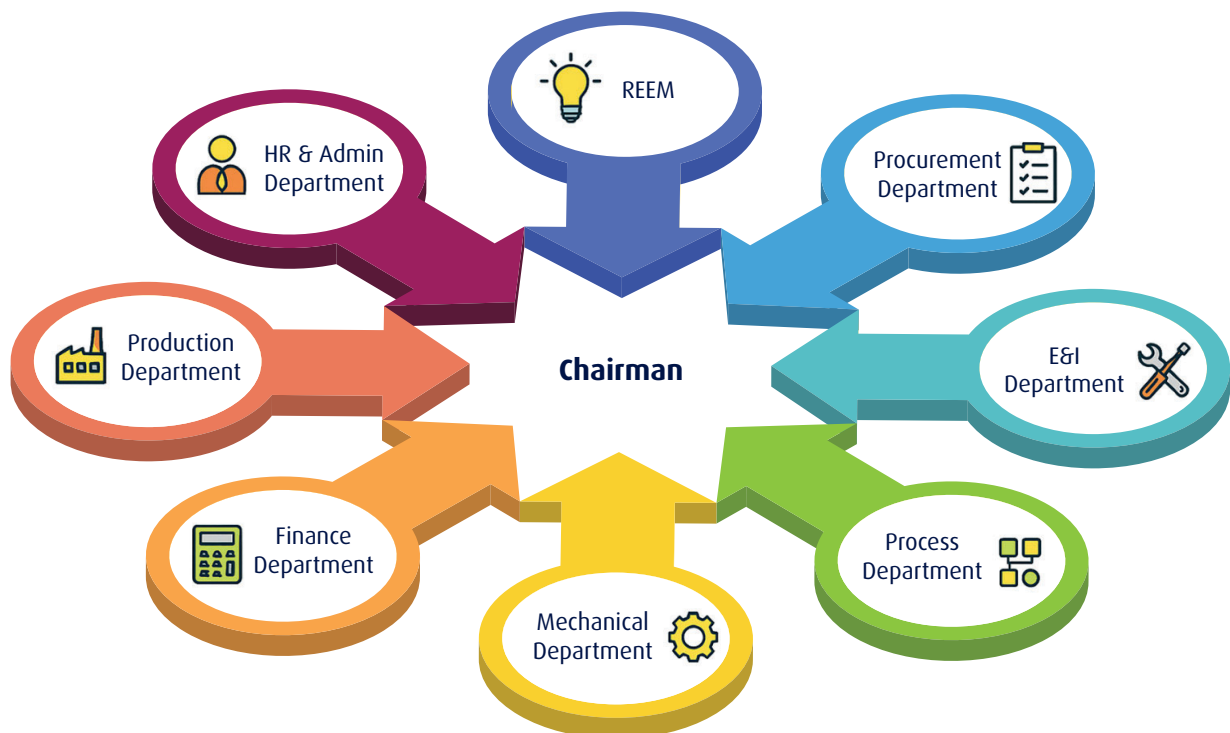 REEM
HR & Admin
Department
Procurement
Department
Production
Department
Chairman
E&I
Department
Finance
Department
Process
Department
Mechanical
Department